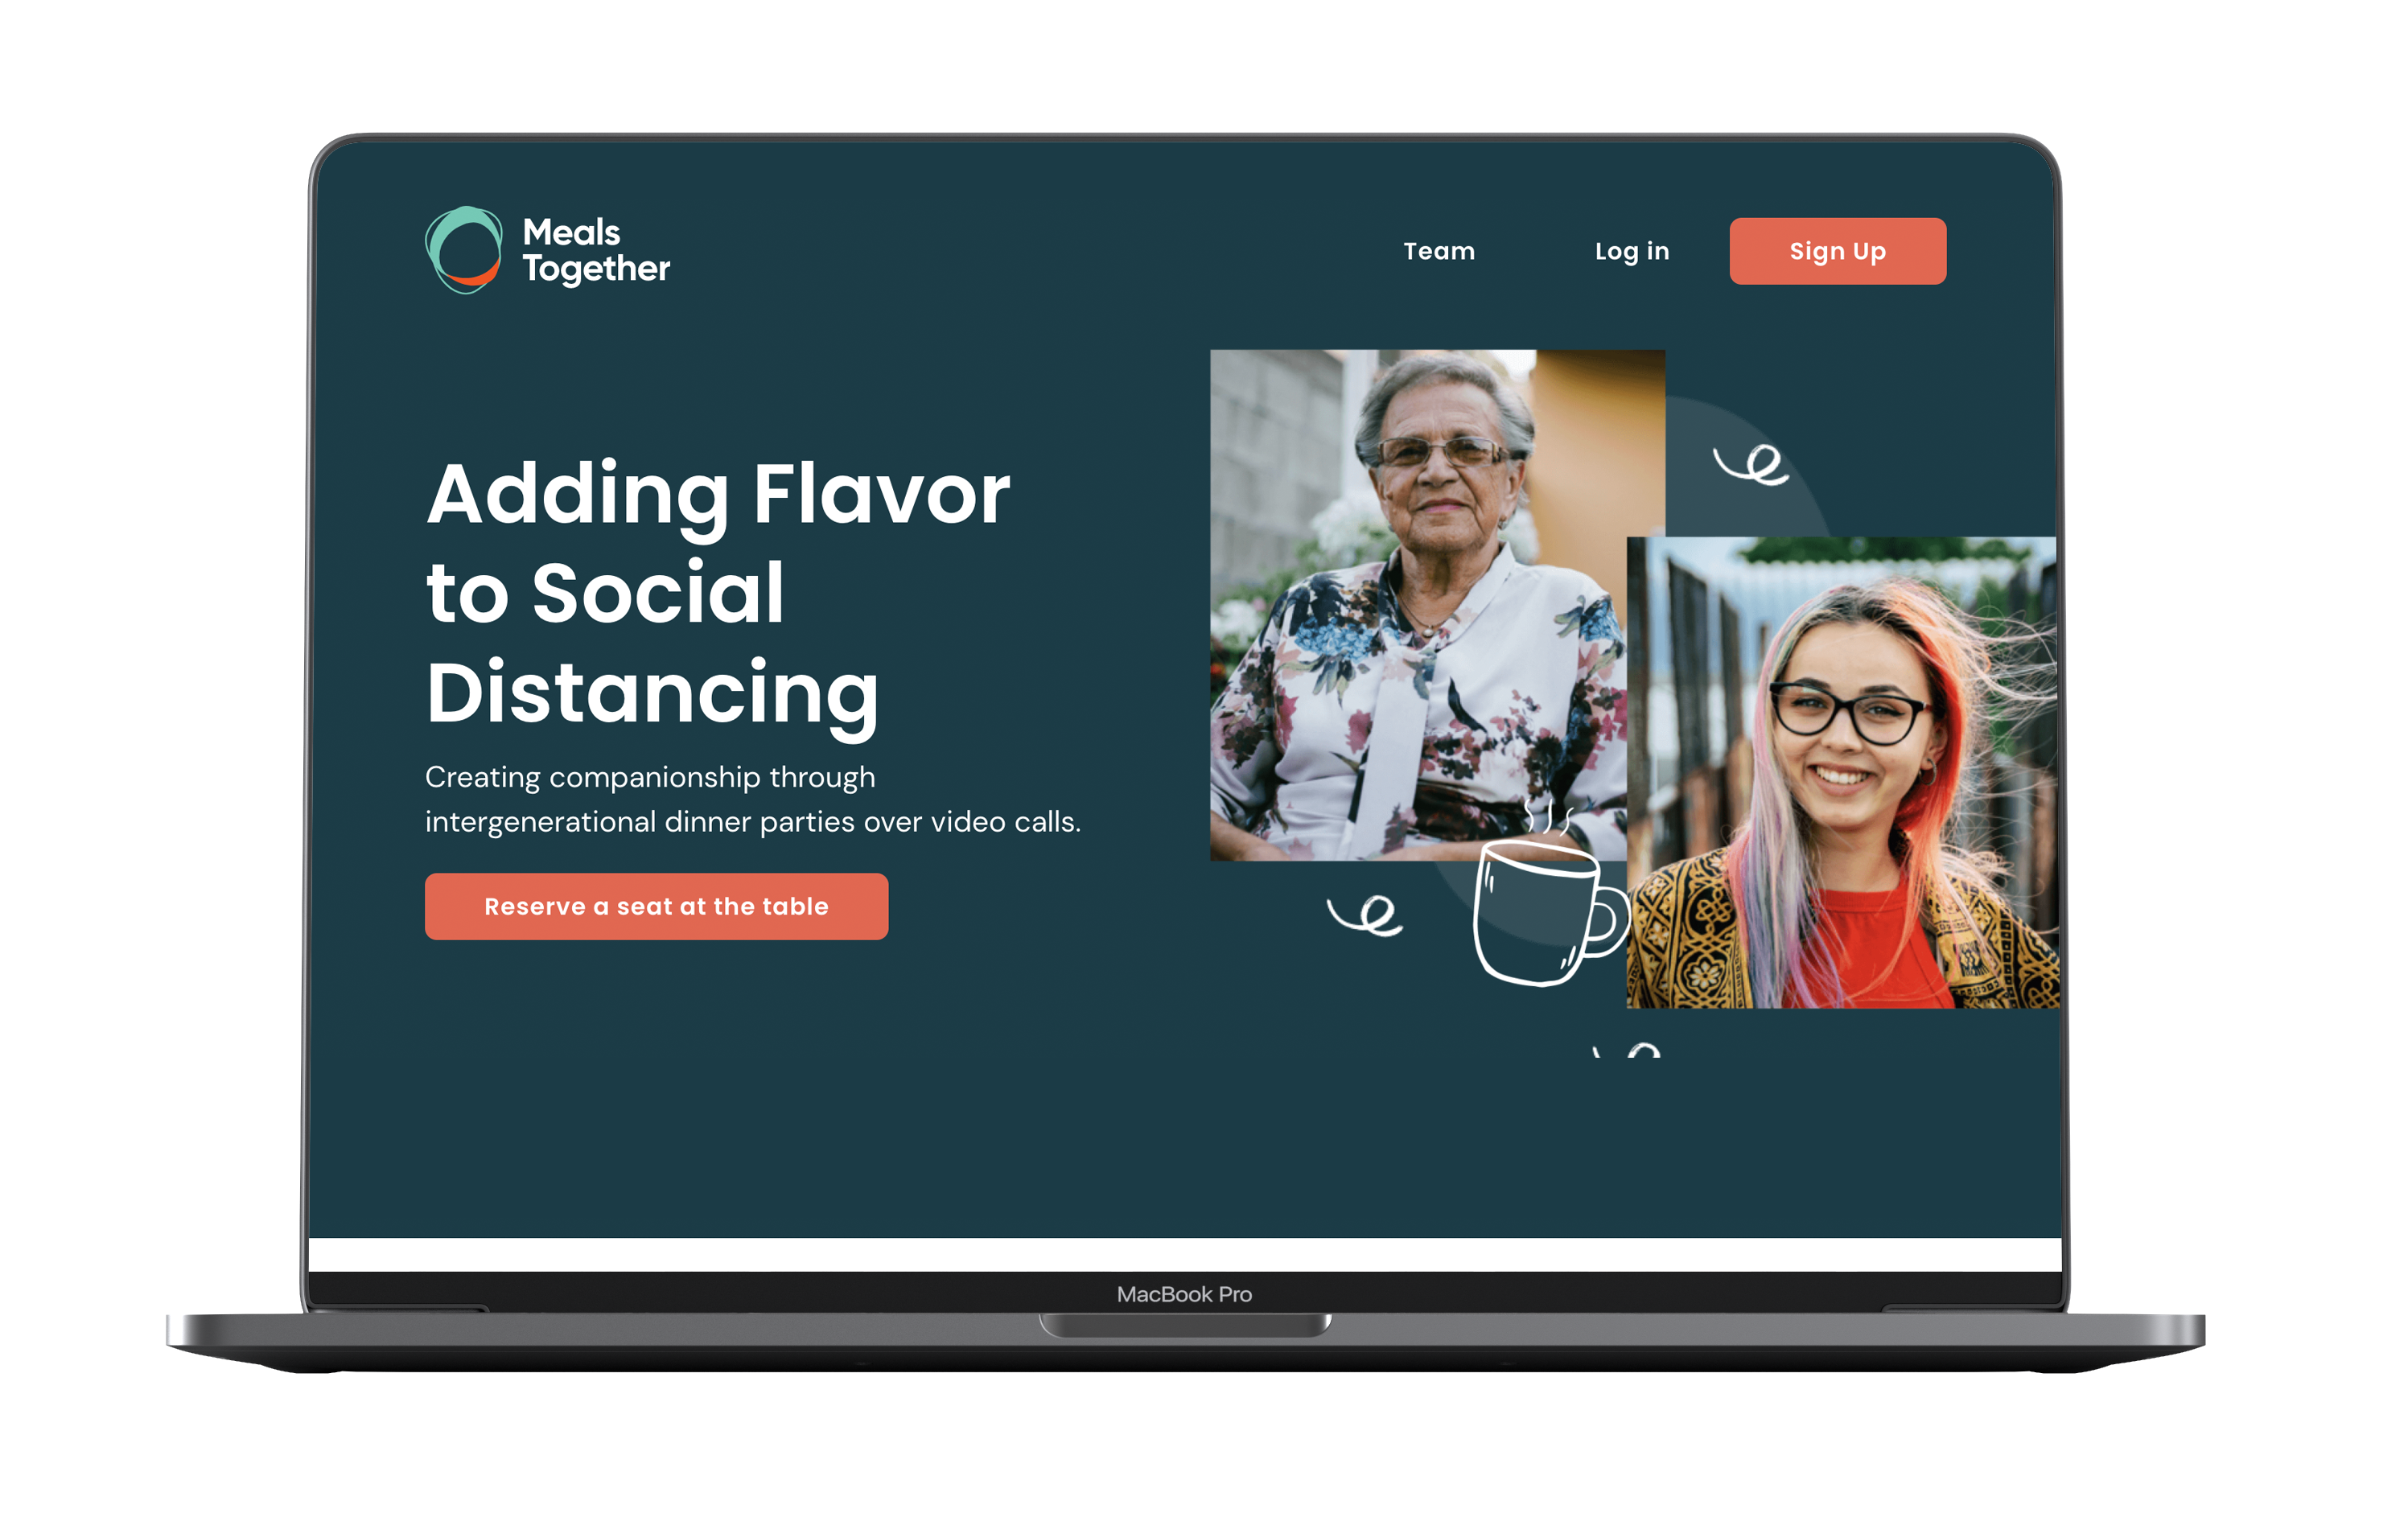 Meals
Together
Team
Log in
Sign Up
Adding Flavor
to Social
Distancing
Creating companionship through
intergenerational dinner parties over video calls.
Reserve a seat at the table
MacBook Pro